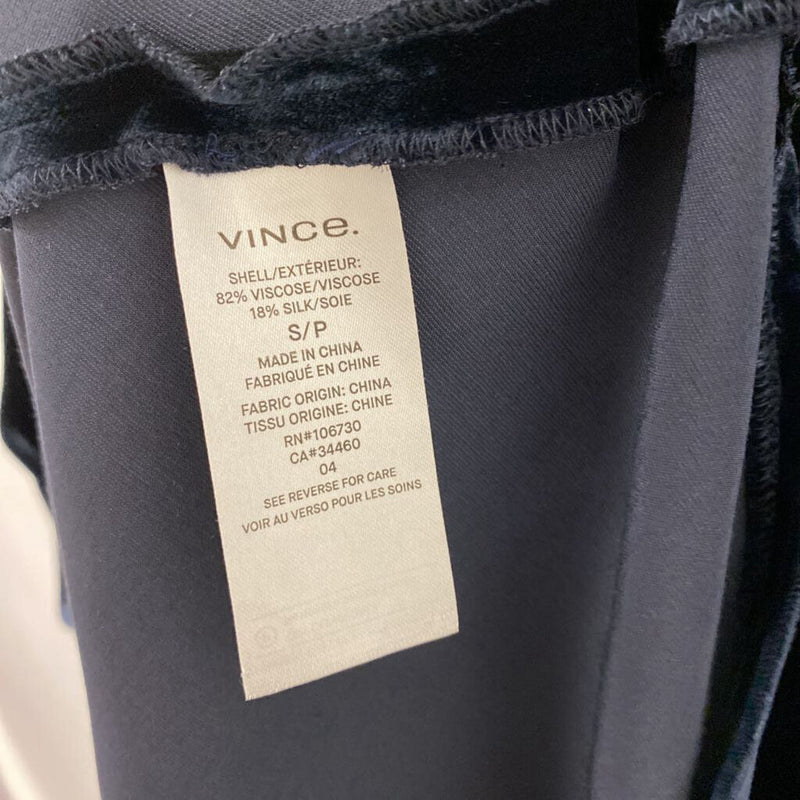 VINCe.
SHELL/EXTÉRIEUR:
82% VISCOSE/VISCOSE
18% SILK/SOIE
S/P
MADE IN CHINA
FABRIQUÉ EN CHINE
FABRIC ORIGIN: CHINA
TISSU ORIGINE: CHINE
RN#106730
CA#34460
04
SEE REVERSE FOR CARE
VOIR AU VERSO POUR LES SOINS